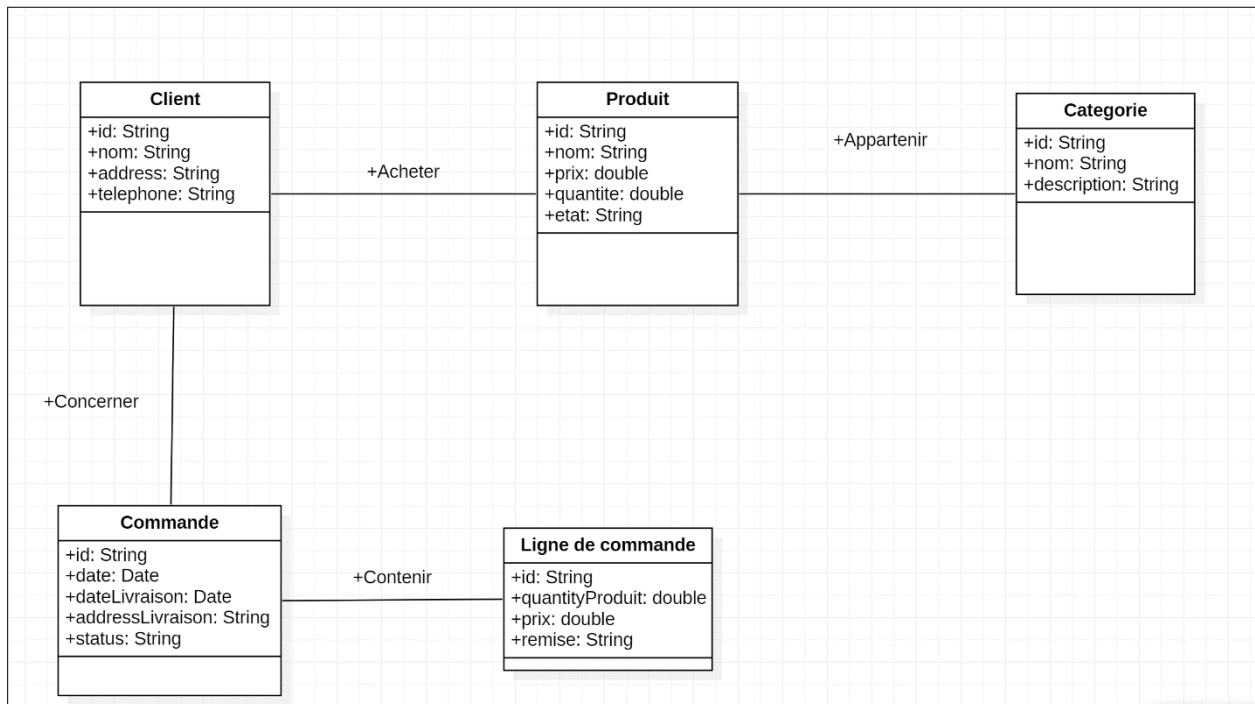 Client
+id: String
+nom: String
+address: String
+telephone: String
+Acheter
Produit
+id: String
+nom: String
+prix: double
+quantite: double
+etat: String
+Appartenir
Categorie
+id: String
+nom: String
+description: String
+Concerner
Commande
+id: String
+date: Date
+dateLivraison: Date
+addressLivraison: String
+status: String
+Contenir
Ligne de commande
+id: String
+quantityProduit: double
+prix: double
+remise: String